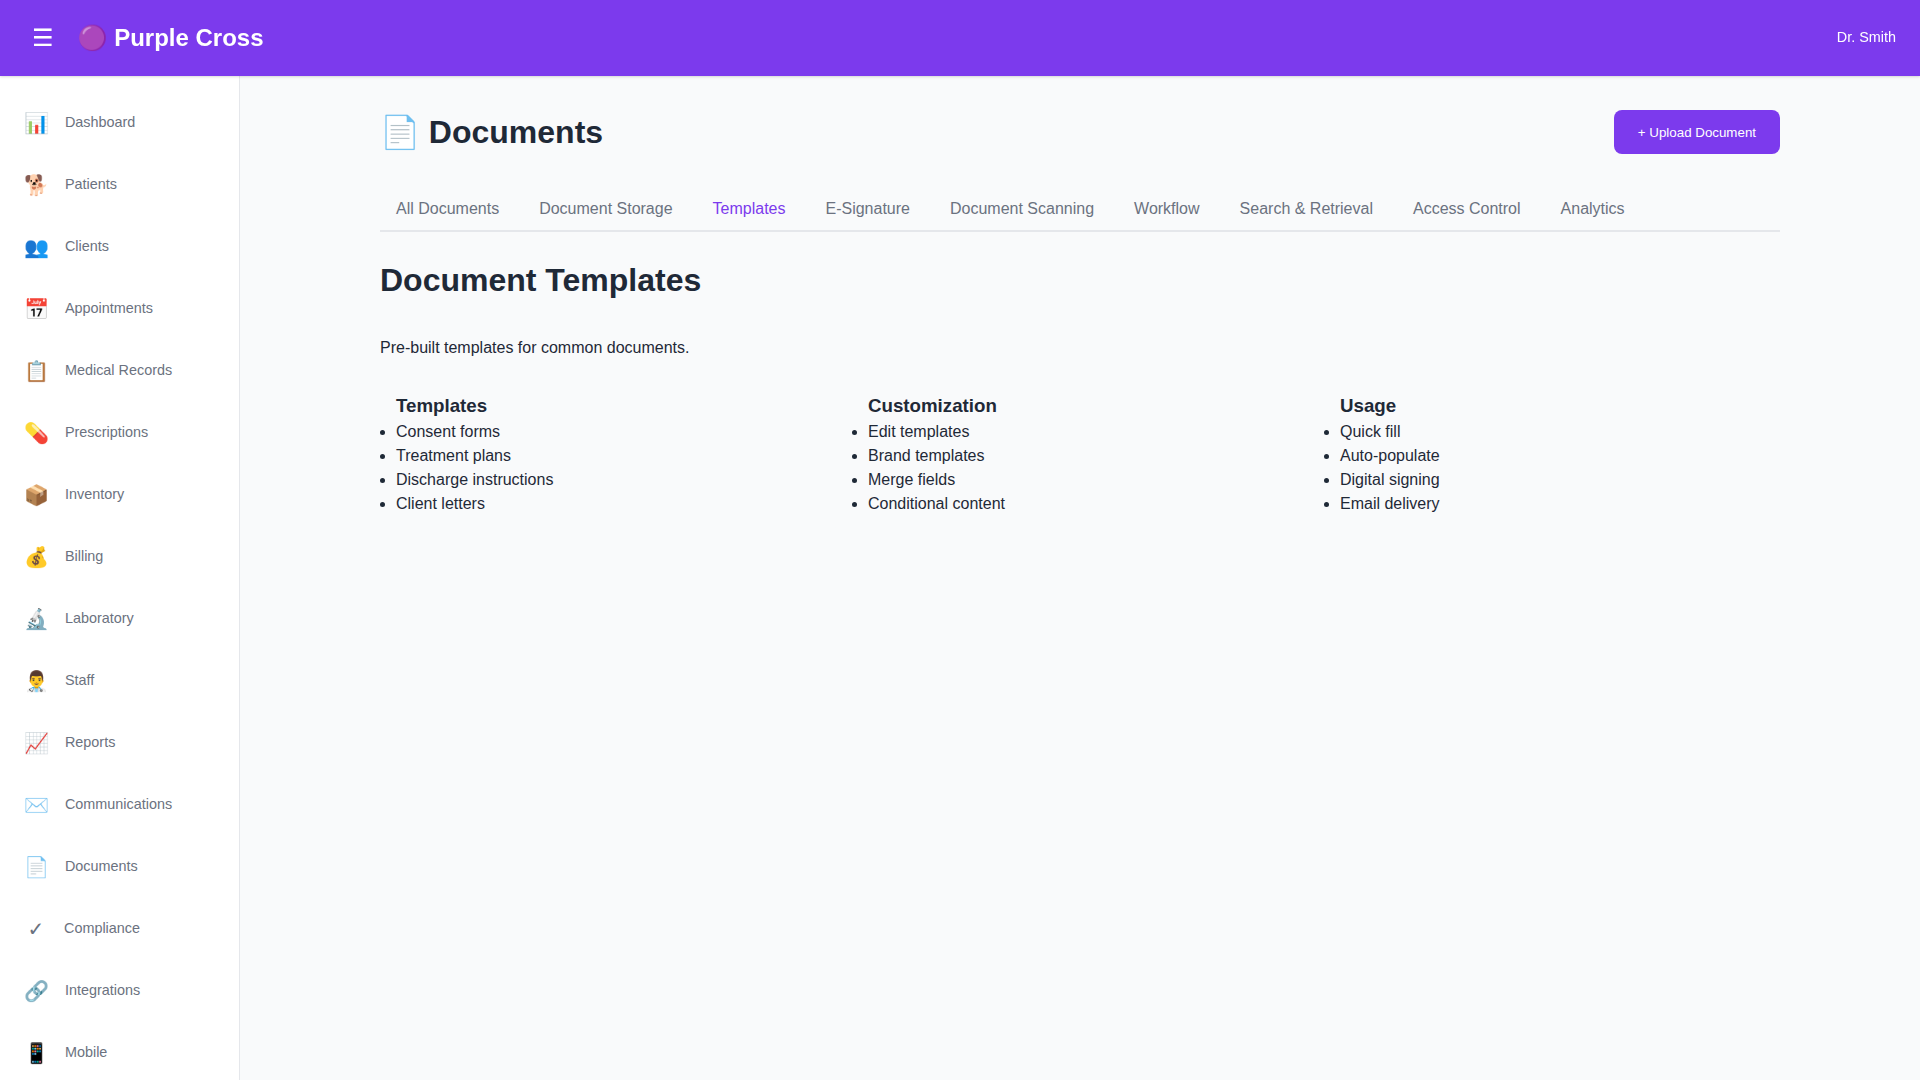 ☰ Purple Cross
Dr. Smith
Dashboard
Patients
Clients
Appointments
Medical Records
Prescriptions
Inventory
Billing
Laboratory
Staff
Reports
Communications
Documents
✓ Compliance
Integrations
Mobile
Documents
+ Upload Document
All Documents Document Storage Templates E-Signature Document Scanning Workflow Search & Retrieval Access Control Analytics
Document Templates
Pre-built templates for common documents.
Templates
• Consent forms
• Treatment plans
• Discharge instructions
• Client letters
Customization
• Edit templates
• Brand templates
• Merge fields
• Conditional content
Usage
• Quick fill
• Auto-populate
• Digital signing
• Email delivery